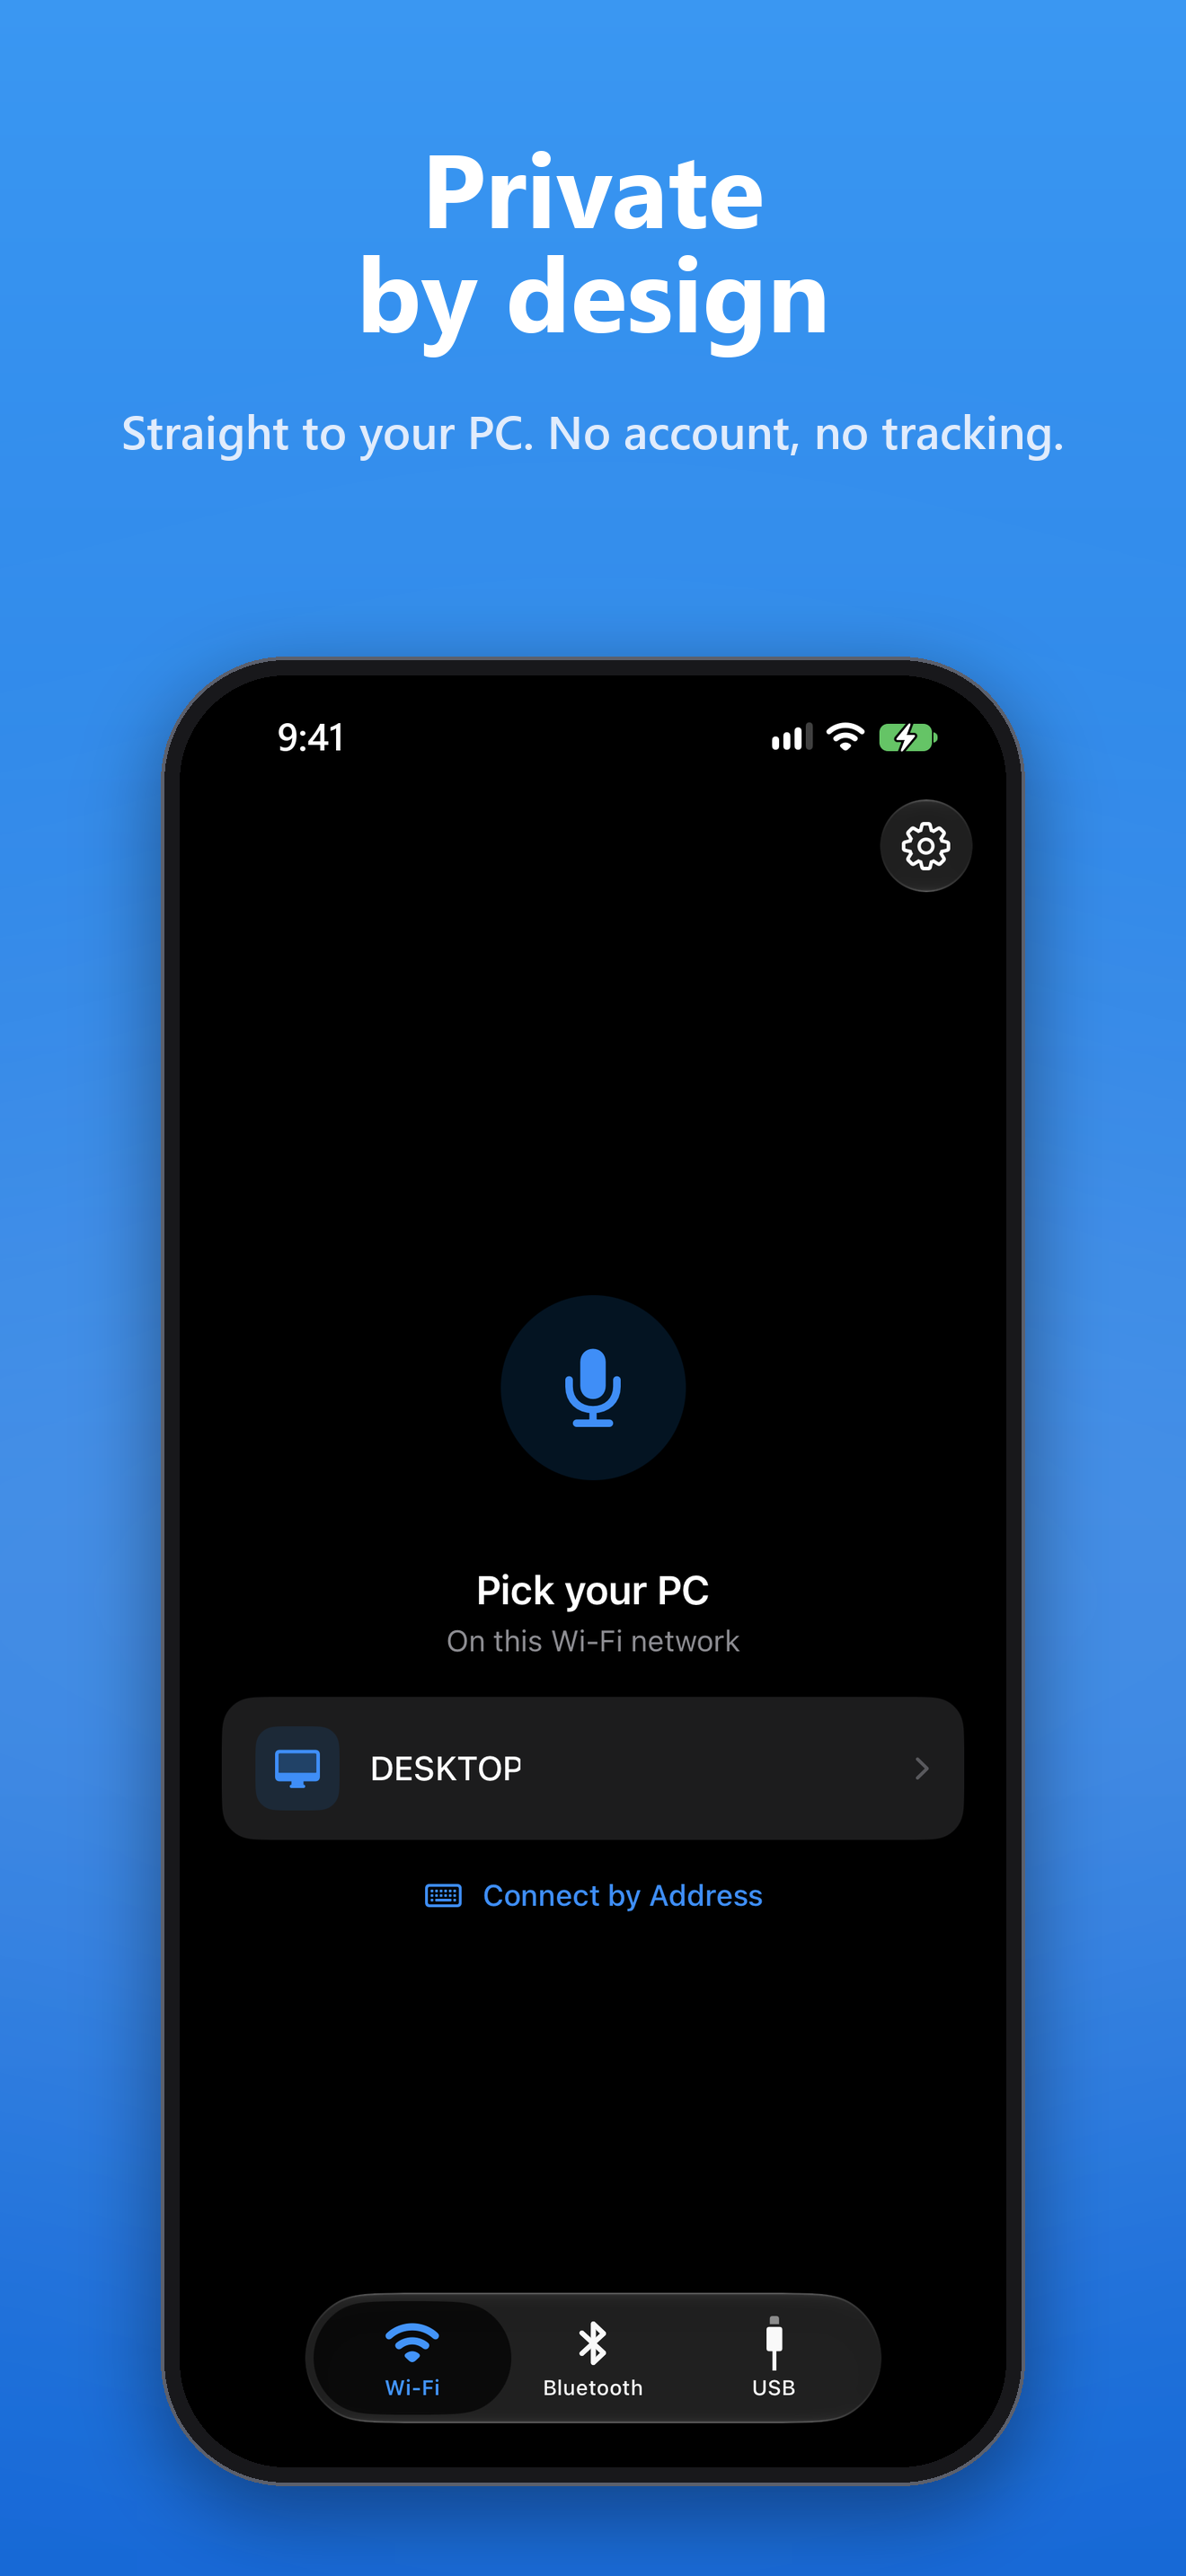 Private
by design
Straight to your PC. No account, no tracking.
9:41
Pick your PC
On this Wi-Fi network
DESKTOP
Connect by Address
Wi-Fi
Bluetooth
USB